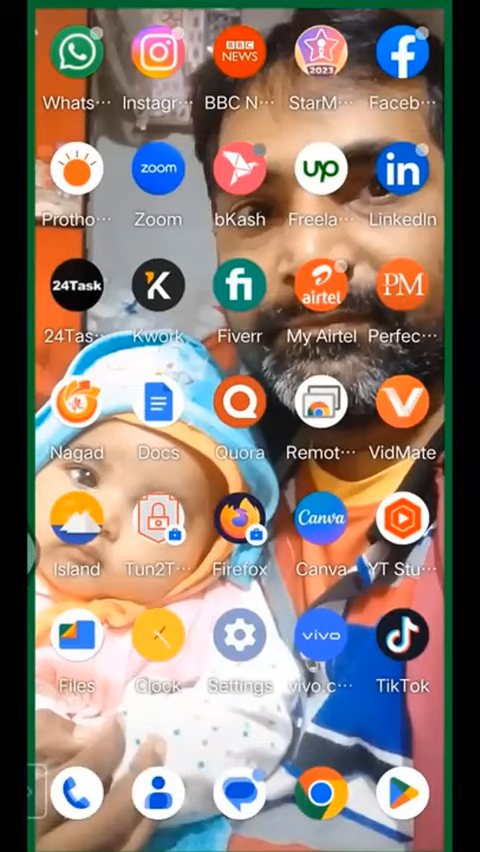 BBC
NEWS
2023
Whats···
Instagr···
BBC N···
StarM···
Faceb···
zoom
up
in
Protho···
Zoom
bKash
Freela···
LinkedIn
24Task
K
fi
airtel
PM
24Tas···
Kwork
Fiverr
My Airtel
Perfec···
Nagad
Docs
Quora
Remot···
VidMate
Canva
Island
Tun2T···
Firefox
Canva
YT Stu···
vivo
Files
Clock
Settings
vivo.c···
TikTok